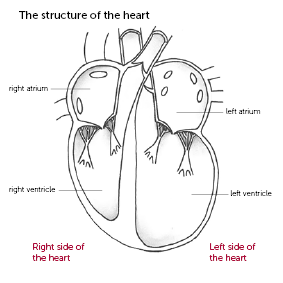 The structure of the heart
right atrium
left atrium
right ventricle
left ventricle
Right side of
the heart
Left side of
the heart